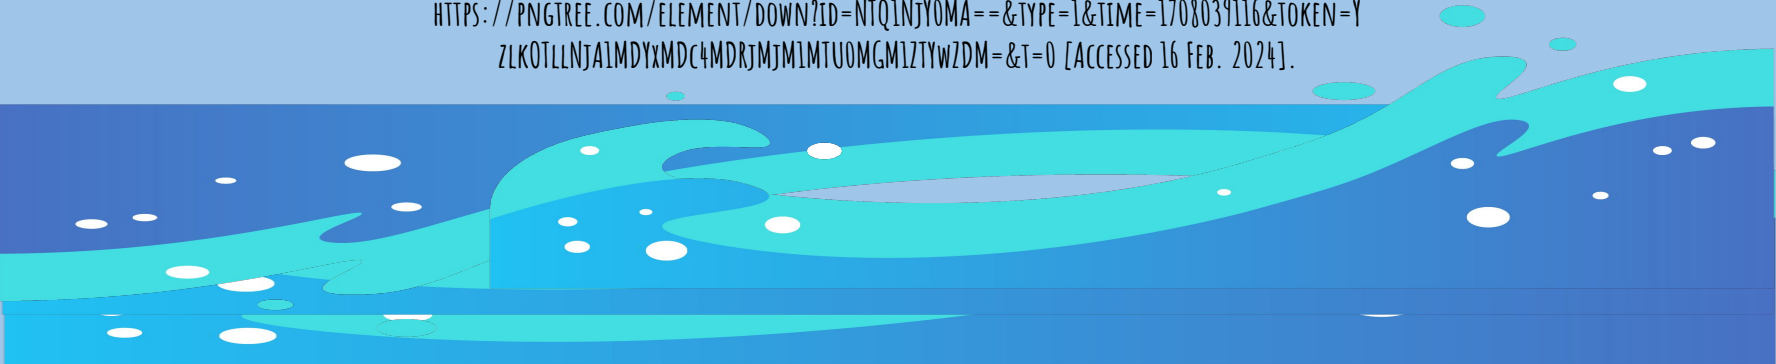 HTTPS://PNGTREE.COM/ELEMENT/DOWN?ID=NTQ1NJY0MA==&TYPE=1&TIME=1708039116&TOKEN=Y
ZLKOTLLNJA1MDYXMDC4MDRJMJM1MTU0MGM1ZTYWZDM=&T=0 [ACCESSED 16 FEB. 2024].